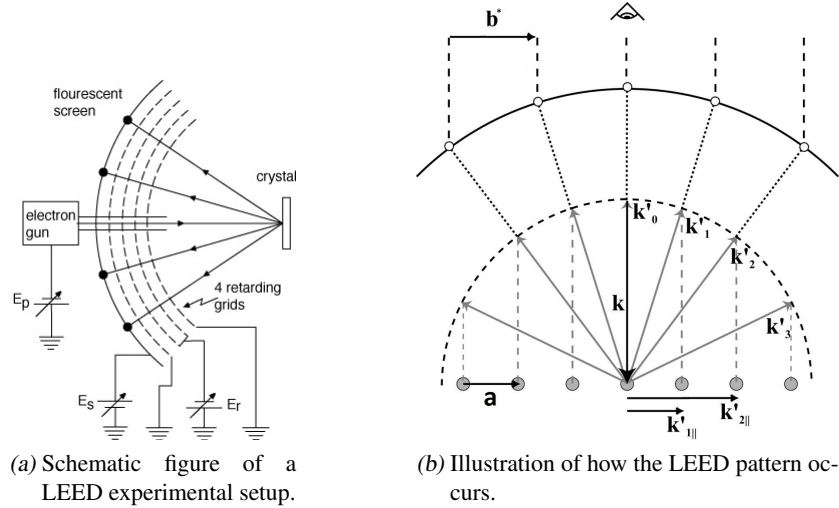 flourescent
screen
crystal
electron
gun
4 retarding
grids
Ep
Es
Er
(a) Schematic figure of a
LEED experimental setup.
b*
k'0
k'1
k'2
k
k'3
a
k'2||
k'1||
(b) Illustration of how the LEED pattern oc-
curs.